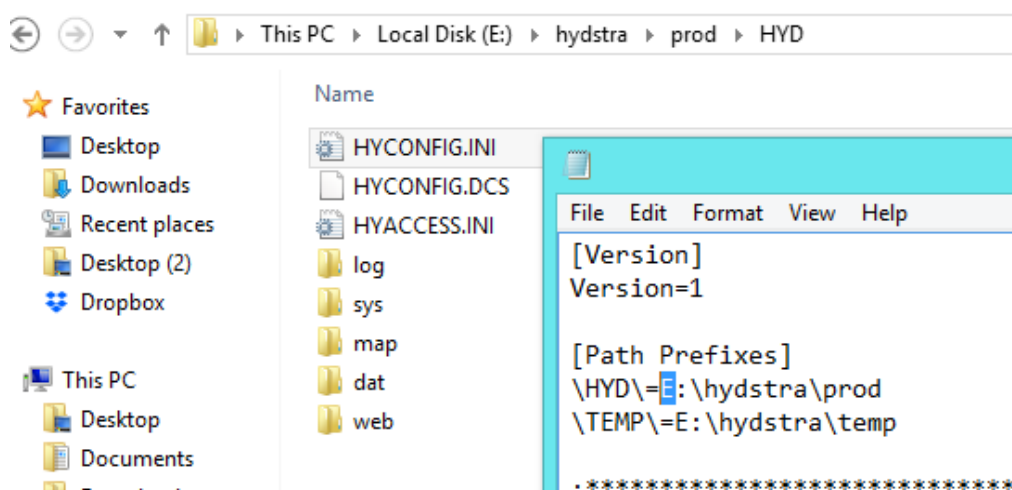 This PC Local Disk (E:) hydstra prod HYD
Favorites
Desktop
Downloads
Recent places
Desktop (2)
Dropbox
This PC
Desktop
Documents
Name
HYCONFIG.INI
HYCONFIG.DCS
HYACCESS.INI
log
sys
map
dat
web
File Edit Format View Help
[Version]
Version=1
[Path Prefixes]
\HYD\=E:\hydstra\prod
\TEMP\=E:\hydstra\temp